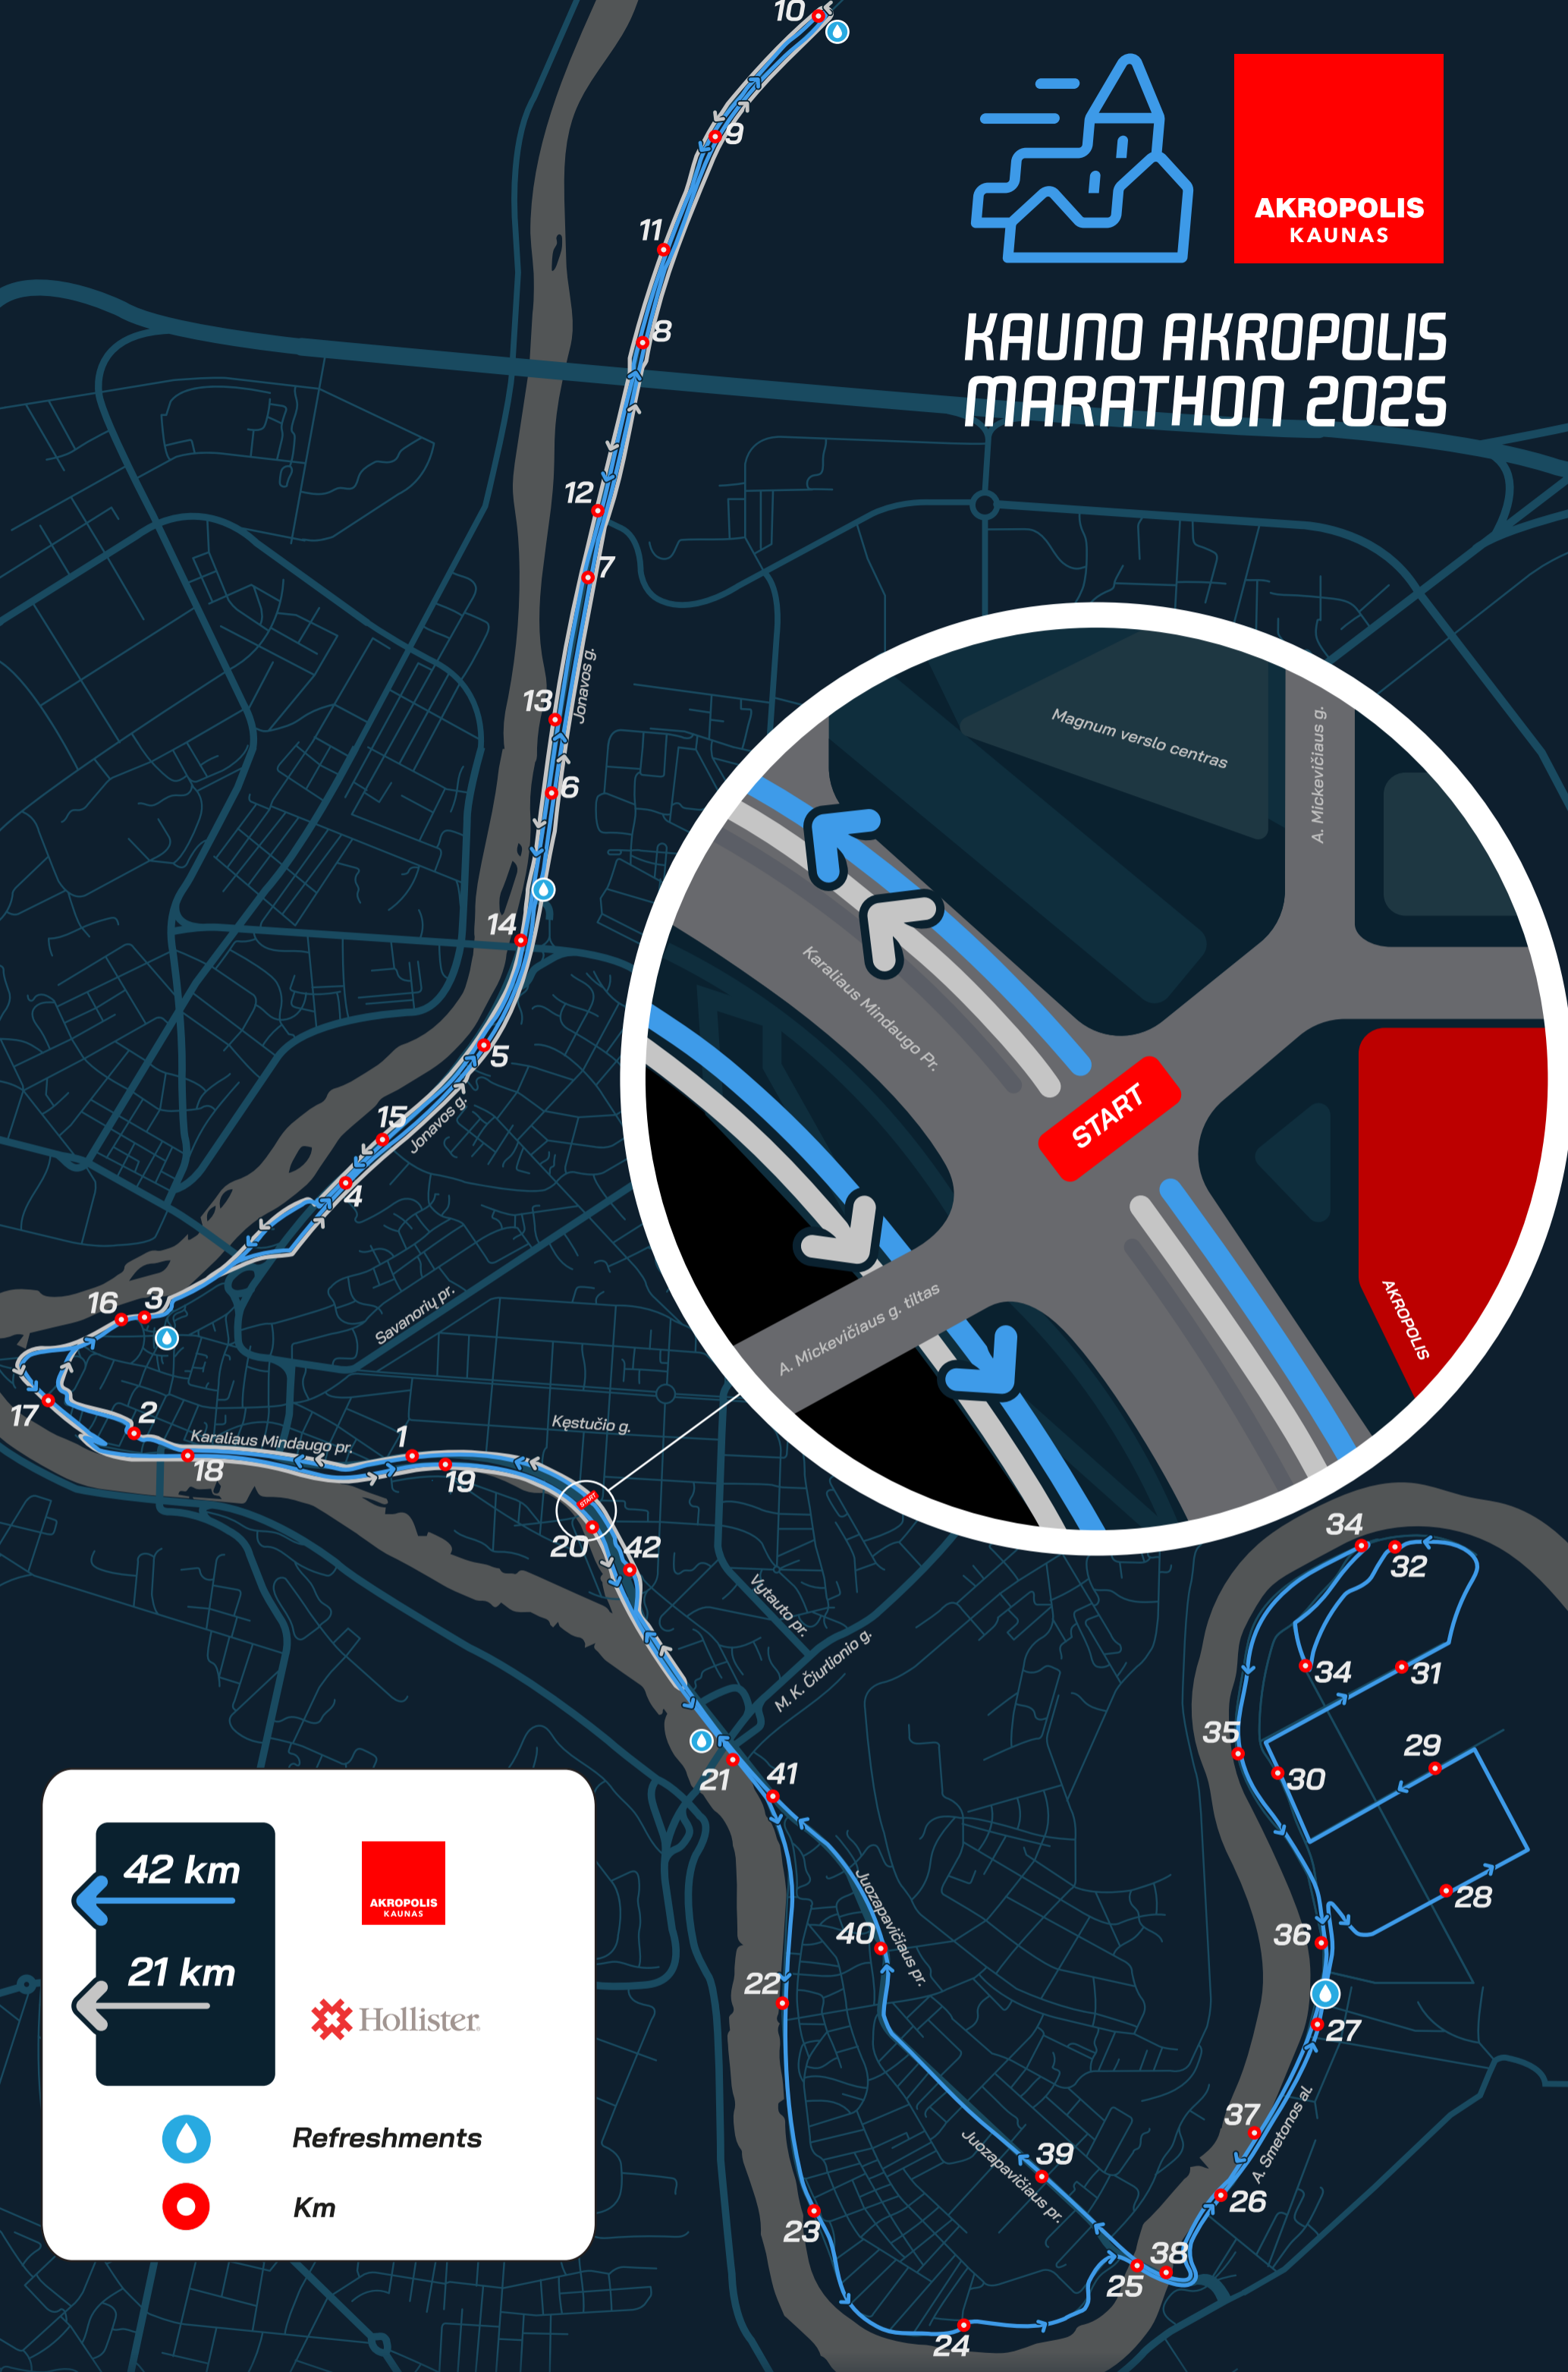 10
9
AKROPOLIS
KAUNAS
11
KAUNO AKROPOLIS
MARATHON 2025
8
12
7
Jonavos g.
13
6
14
5
15
Jonavos g.
4
Magnum verslo centras
A. Mickevičiaus g.
Karaliaus Mindaugo Pr.
START
A. Mickevičiaus g. tiltas
AKROPOLIS
16
3
Savanorių pr.
17
2
Karaliaus Mindaugo pr.
18
1
19
Kęstučio g.
START
20
42
Vytauto pr.
M. K. Čiurlionio g.
21
41
34
32
34
31
35
30
29
28
36
27
37
A. Smetonos al.
26
38
25
Juozapavičiaus pr.
40
22
39
Juozapavičiaus pr.
23
24
42 km
AKROPOLIS
KAUNAS
21 km
Hollister
Refreshments
Km